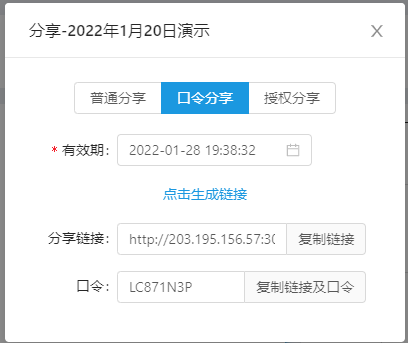 分享-2022年1月20日演示
普通分享 口令分享 授权分享
* 有效期: 2022-01-28 19:38:32
点击生成链接
分享链接: http://203.195.156.57:30 复制链接
口令: LC871N3P 复制链接及口令